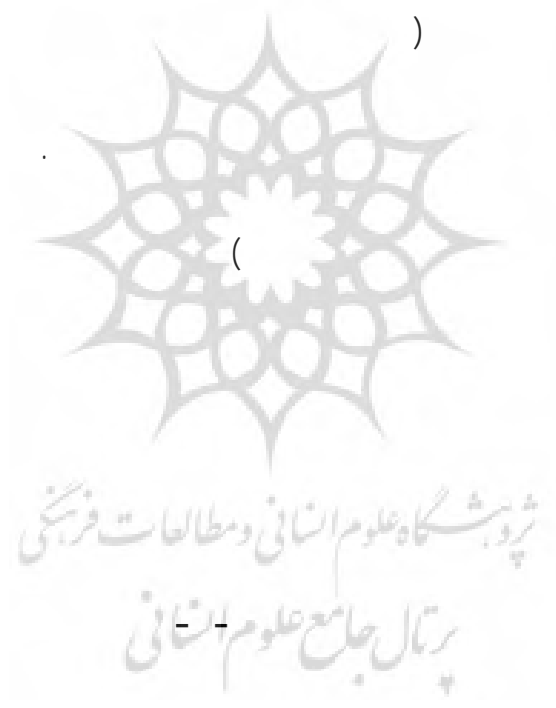 )
.
(
پژوهشگاه علوم انسانی و مطالعات فرهنگی
پرتال جامع علوم انسانی
- -